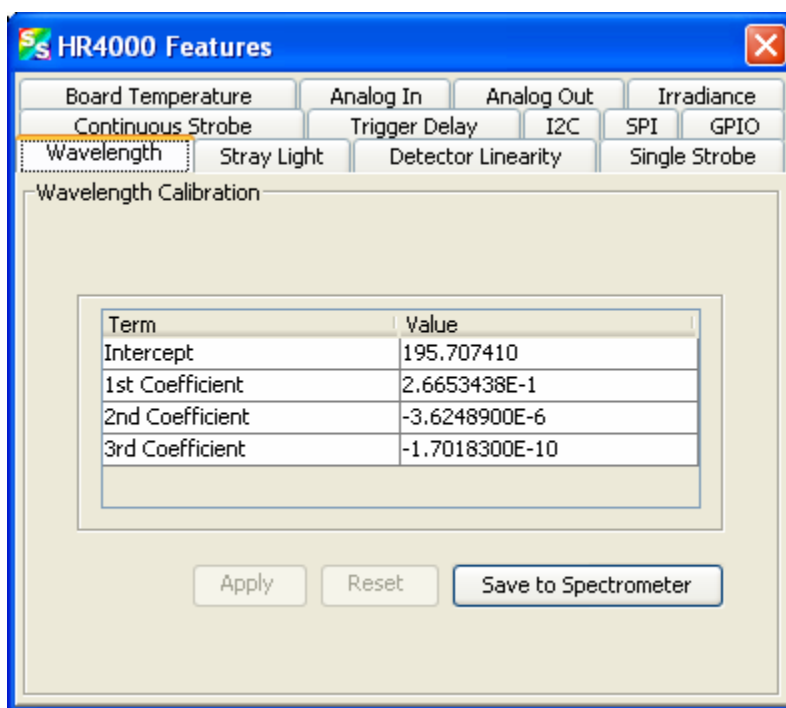 HR4000 Features
Board Temperature Analog In Analog Out Irradiance
Continuous Strobe Trigger Delay I2C SPI GPIO
Wavelength Stray Light Detector Linearity Single Strobe
Wavelength Calibration
Term Value
Intercept 195.707410
1st Coefficient 2.6653438E-1
2nd Coefficient -3.6248900E-6
3rd Coefficient -1.7018300E-10
Apply Reset Save to Spectrometer